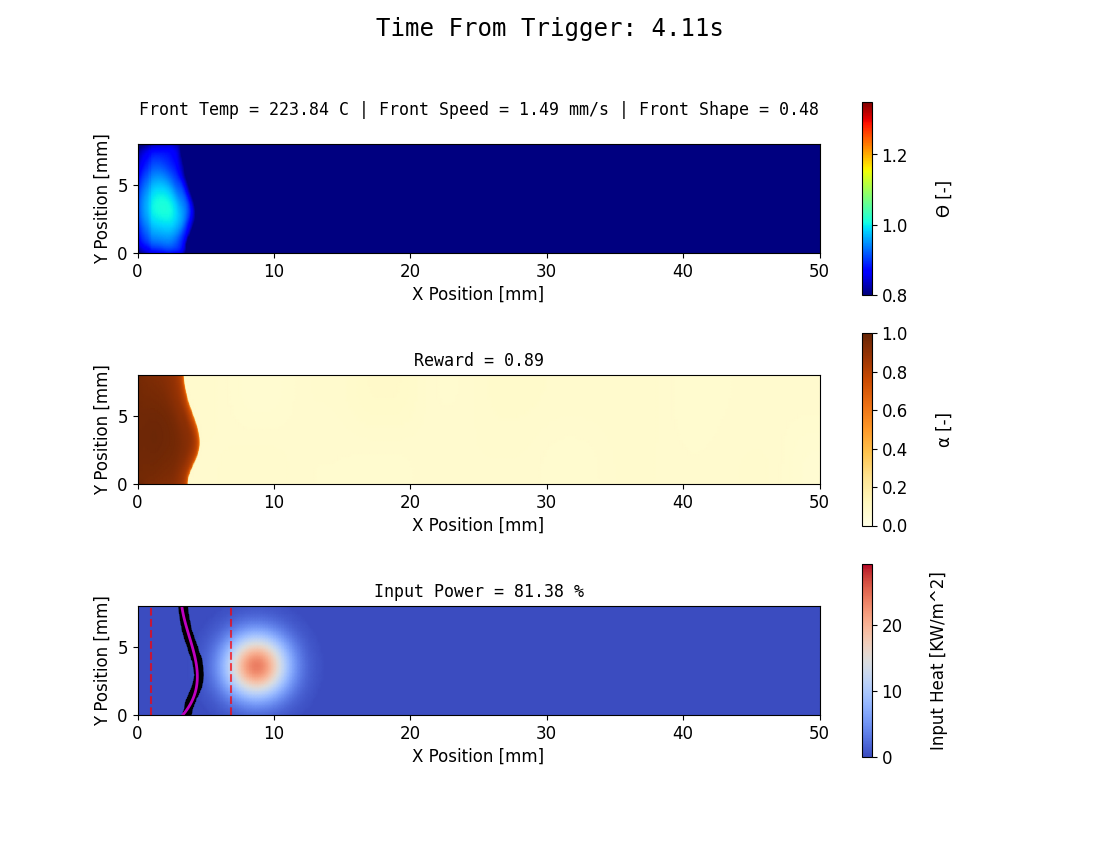 Time From Trigger: 4.11s
Front Temp = 223.84 C | Front Speed = 1.49 mm/s | Front Shape = 0.48
Y Position [mm]
5
0
0 10 20 30 40 50
X Position [mm]
1.2
1.0
0.8
Θ [-]
Reward = 0.89
Y Position [mm]
5
0
0 10 20 30 40 50
X Position [mm]
1.0
0.8
0.6
0.4
0.2
0.0
α [-]
Input Power = 81.38 %
Y Position [mm]
5
0
0 10 20 30 40 50
X Position [mm]
20
10
0
Input Heat [KW/m^2]